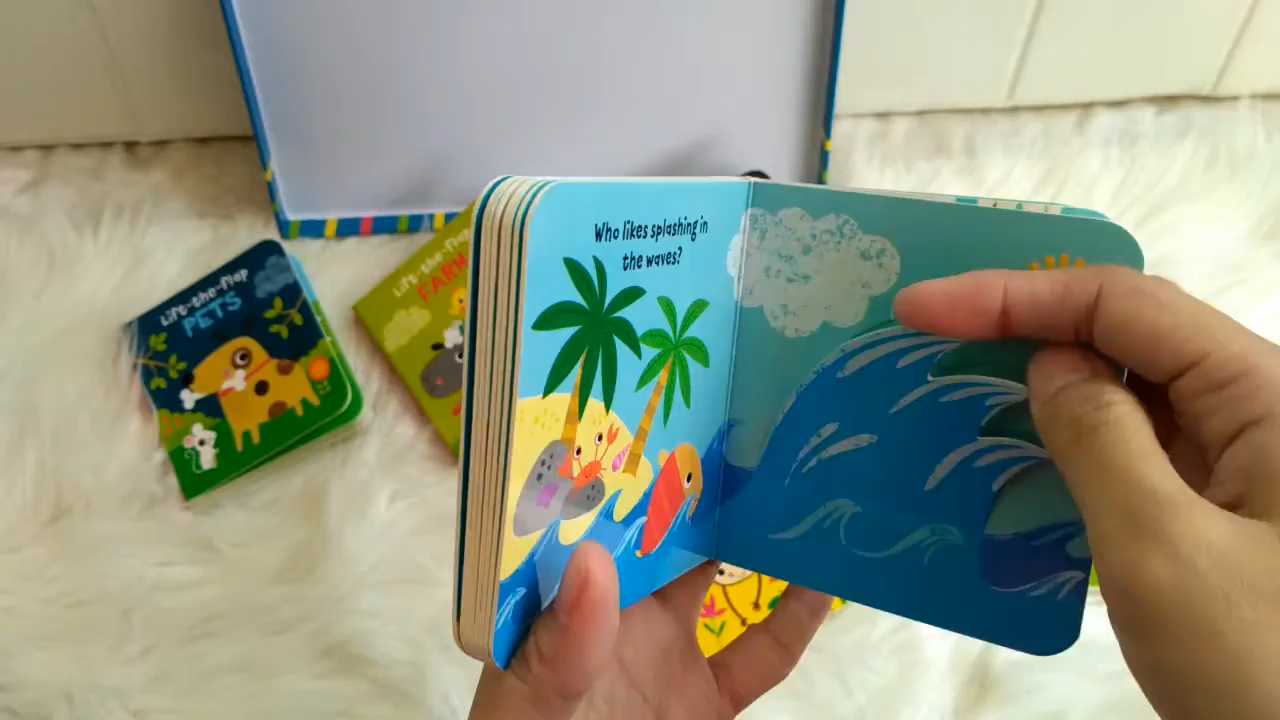 Who likes splashing in
the waves?
Lift-the-flap
PETS
Lift-the-flap
FARM